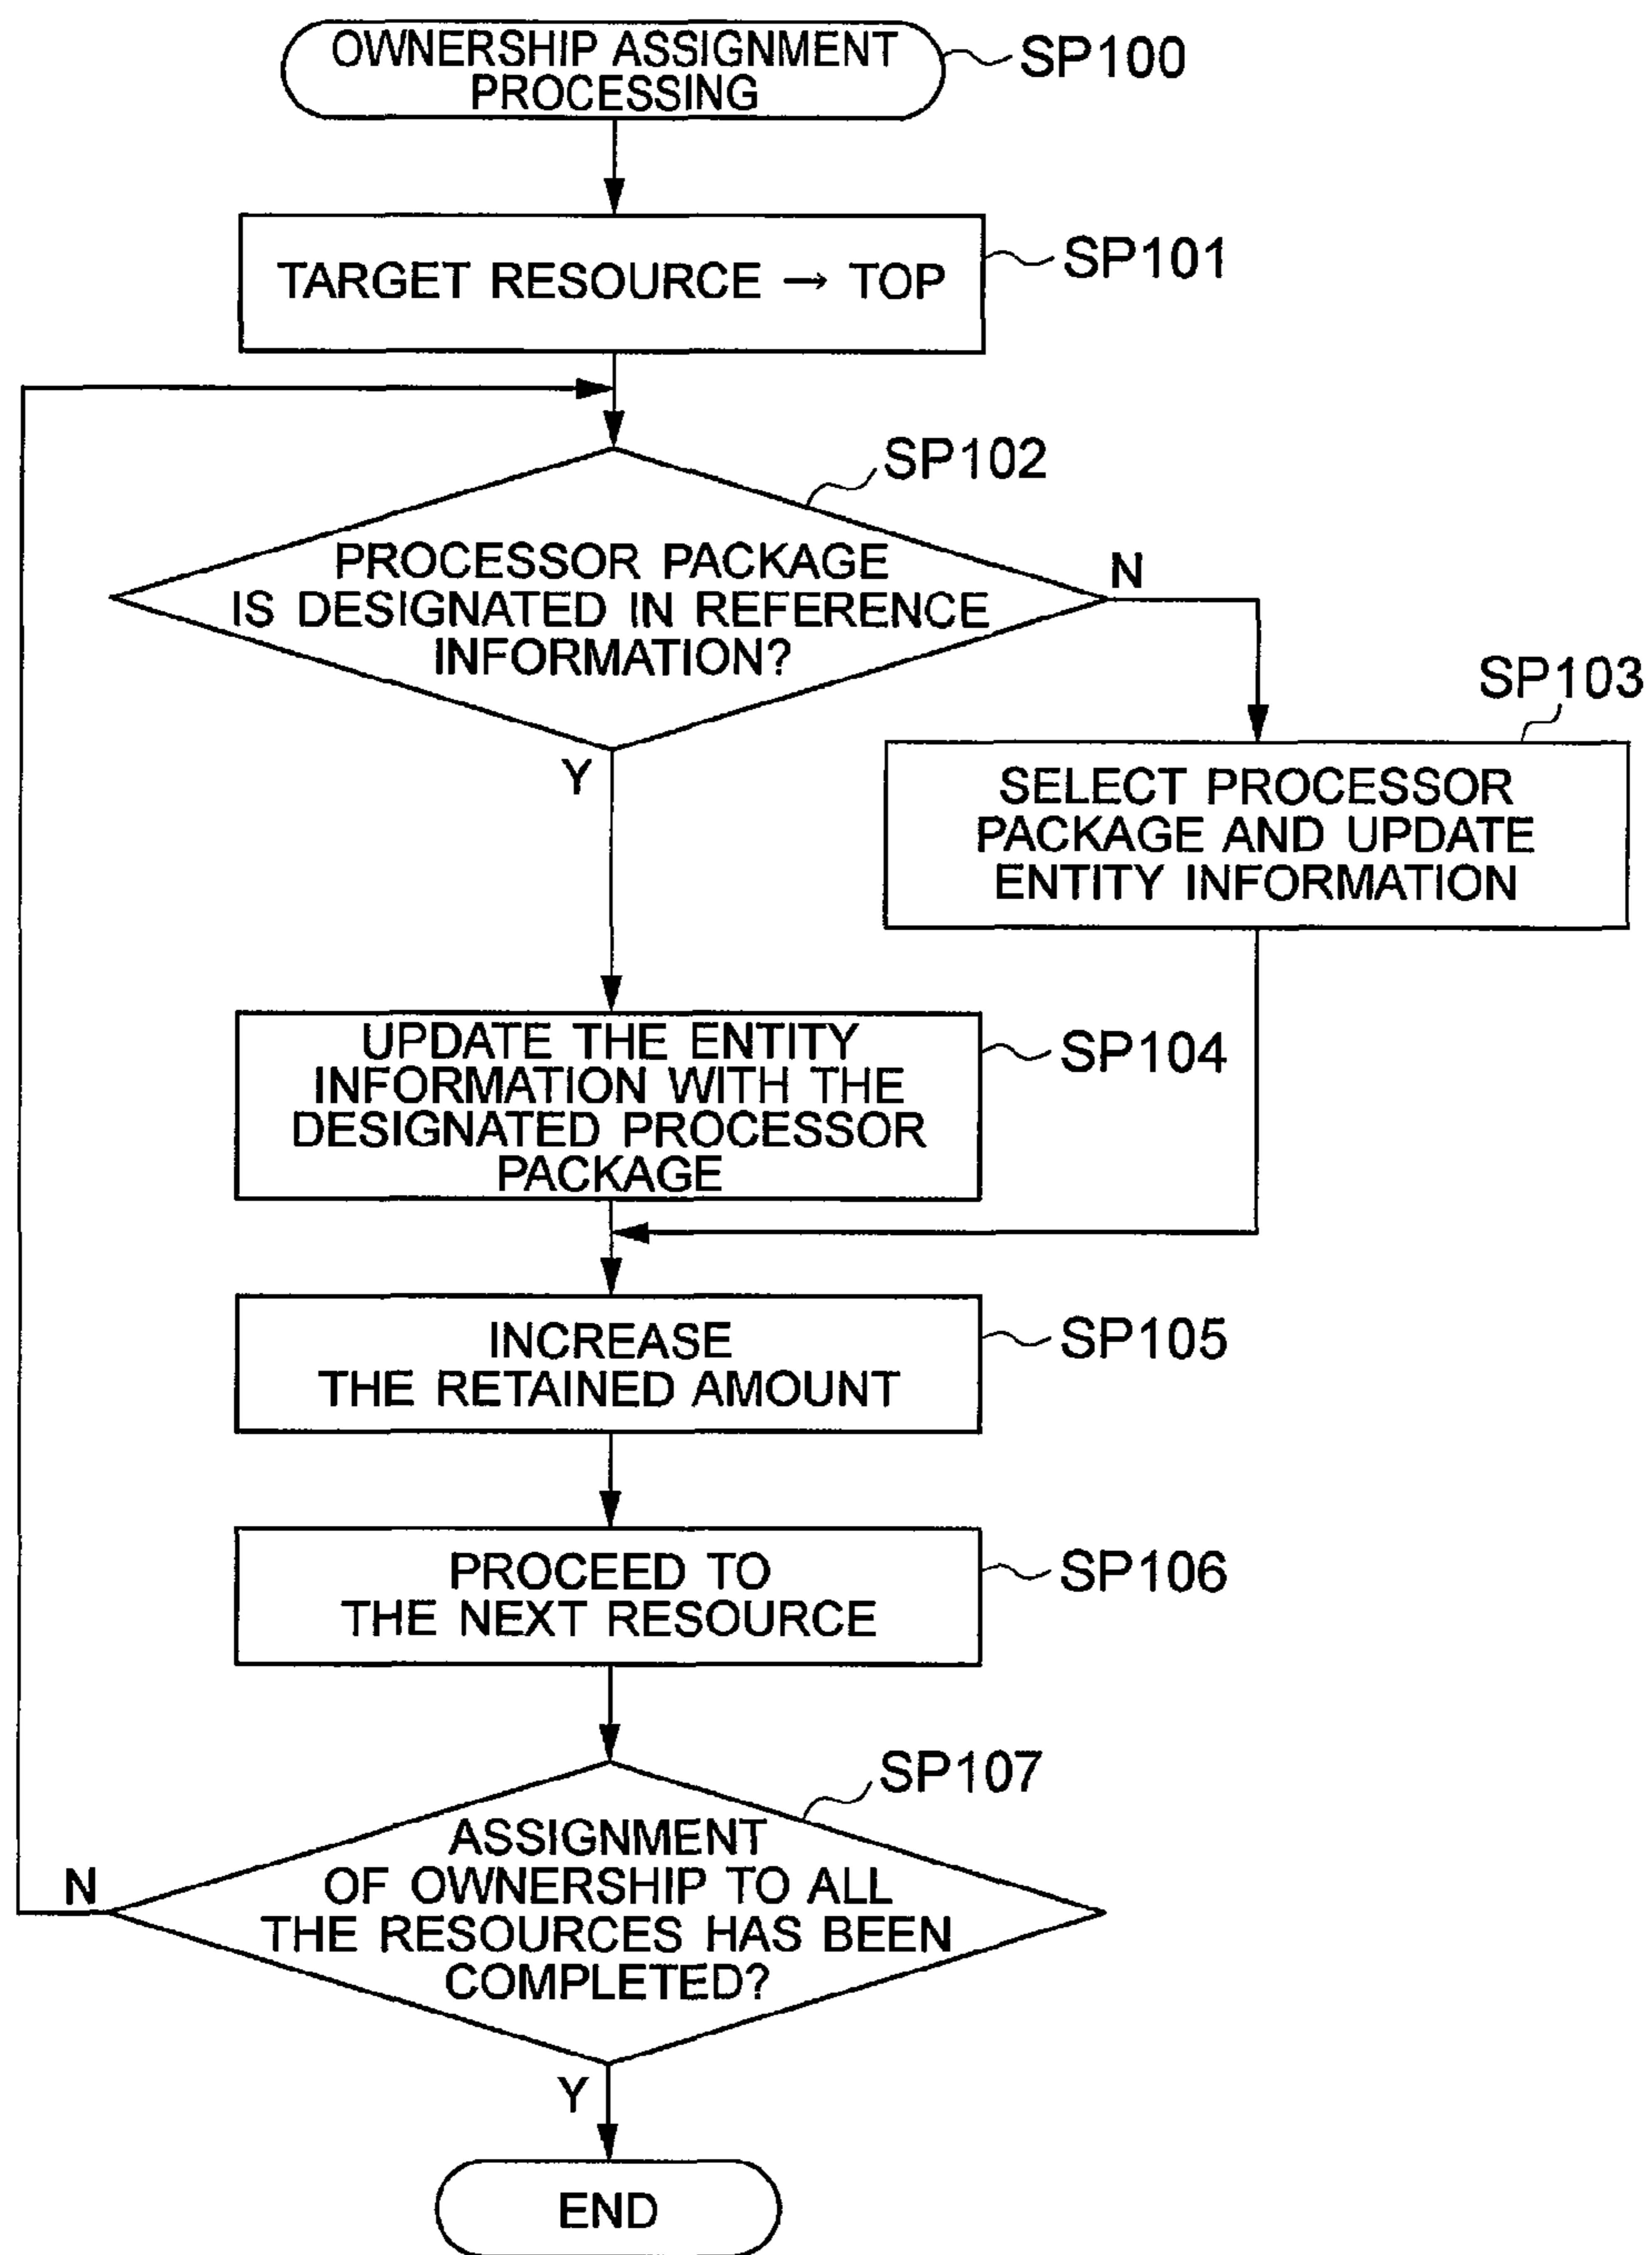 OWNERSHIP ASSIGNMENT
PROCESSING
SP100
TARGET RESOURCE → TOP
SP101
SP102
PROCESSOR PACKAGE
IS DESIGNATED IN REFERENCE
INFORMATION?
N
Y
SP103
SELECT PROCESSOR
PACKAGE AND UPDATE
ENTITY INFORMATION
UPDATE THE ENTITY
INFORMATION WITH THE
DESIGNATED PROCESSOR
PACKAGE
SP104
INCREASE
THE RETAINED AMOUNT
SP105
PROCEED TO
THE NEXT RESOURCE
SP106
SP107
ASSIGNMENT
OF OWNERSHIP TO ALL
THE RESOURCES HAS BEEN
COMPLETED?
N
Y
END